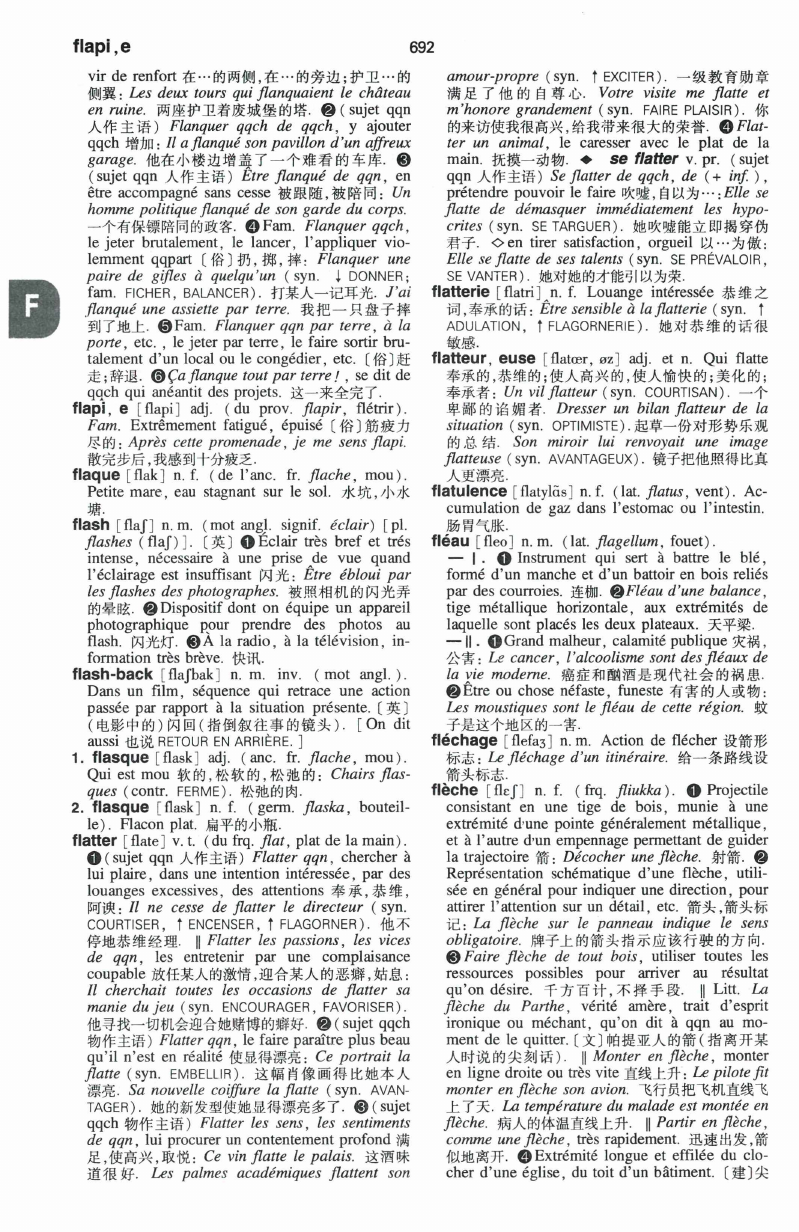 flapi,e
692
vir de renfort 在…的两侧,在…的旁边;护卫…的
侧翼: Les deux tours qui flanquaient le château
en ruine. 两座护卫着废城堡的塔. ❷ ( sujet qqn
人作主语) Flanquer qqch de qqch, y ajouter
qqch 增加: Il a flanqué son pavillon d'un affreux
garage. 他在小楼边增盖了一个难看的车库. ❸
( sujet qqn 人作主语) Être flanqué de qqn, en
être accompagné sans cesse 被跟随,被陪同: Un
homme politique flanqué de son garde du corps.
一个有保镖陪同的政客. ❹ Fam. Flanquer qqch,
le jeter brutalement, le lancer, l'appliquer vio-
lemment qqpart 〔俗〕扔,掷,摔: Flanquer une
paire de gifles à quelqu'un ( syn. ↓ DONNER;
fam. FICHER, BALANCER). 打某人一记耳光. J'ai
flanqué une assiette par terre. 我把一只盘子摔
到了地上. ❺ Fam. Flanquer qqn par terre, à la
porte, etc., le jeter par terre, le faire sortir bru-
talement d'un local ou le congédier, etc. 〔俗〕赶
走;辞退. ❻ Ça flanque tout par terre!, se dit de
qqch qui anéantit des projets. 这一来全完了.
flapi, e [flapi] adj. ( du prov. flapir, flétrir).
Fam. Extrêmement fatigué, épuisé 〔俗〕筋疲力
尽的: Après cette promenade, je me sens flapi.
散完步后,我感到十分疲乏.
flaque [flak] n. f. ( de l'anc. fr. flache, mou).
Petite mare, eau stagnant sur le sol. 水坑,小水
塘.
flash [flaʃ] n. m. ( mot angl. signif. éclair) [pl.
flashes ( flaʃ)]. 〔英〕 ❶ Éclair très bref et trés
intense, nécessaire à une prise de vue quand
l'éclairage est insuffisant 闪光: Être ébloui par
les flashes des photographes. 被照相机的闪光弄
的晕眩. ❷ Dispositif dont on équipe un appareil
photographique pour prendre des photos au
flash. 闪光灯. ❸ À la radio, à la télévision, in-
formation très brève. 快讯.
flash-back [flaʃbak] n. m. inv. ( mot angl. ).
Dans un film, séquence qui retrace une action
passée par rapport à la situation présente. 〔英〕
(电影中的)闪回(指倒叙往事的镜头). [On dit
aussi 也说 RETOUR EN ARRIÈRE. ]
1. flasque [flask] adj. ( anc. fr. flache, mou).
Qui est mou 软的,松软的,松弛的: Chairs flas-
ques ( contr. FERME). 松弛的肉.
2. flasque [flask] n. f. ( germ. flaska, bouteil-
le). Flacon plat. 扁平的小瓶.
flatter [flate] v. t. ( du frq. flat, plat de la main).
❶ ( sujet qqn 人作主语) Flatter qqn, chercher à
lui plaire, dans une intention intéressée, par des
louanges excessives, des attentions 奉承,恭维,
阿谀: Il ne cesse de flatter le directeur ( syn.
COURTISER, ↑ ENCENSER, ↑ FLAGORNER). 他不
停地恭维经理. ‖ Flatter les passions, les vices
de qqn, les entretenir par une complaisance
coupable 放任某人的激情,迎合某人的恶癖,姑息:
Il cherchait toutes les occasions de flatter sa
manie du jeu ( syn. ENCOURAGER, FAVORISER).
他寻找一切机会迎合她赌博的癖好. ❷ ( sujet qqch
物作主语) Flatter qqn, le faire paraître plus beau
qu'il n'est en réalité 使显得漂亮: Ce portrait la
flatte ( syn. EMBELLIR). 这幅肖像画得比她本人
漂亮. Sa nouvelle coiffure la flatte ( syn. AVAN-
TAGER). 她的新发型使她显得漂亮多了. ❸ ( sujet
qqch 物作主语) Flatter les sens, les sentiments
de qqn, lui procurer un contentement profond 满
足,使高兴,取悦: Ce vin flatte le palais. 这酒味
道很好. Les palmes académiques flattent son
F
amour-propre ( syn. ↑ EXCITER). 一级教育勋章
满足了他的自尊心. Votre visite me flatte et
m'honore grandement ( syn. FAIRE PLAISIR). 你
的来访使我很高兴,给我带来很大的荣誉. ❹ Flat-
ter un animal, le caresser avec le plat de la
main. 抚摸一动物. ◆ se flatter v. pr. ( sujet
qqn 人作主语) Se flatter de qqch, de ( + inf. ),
prétendre pouvoir le faire 吹嘘,自以为…: Elle se
flatte de démasquer immédiatement les hypo-
crites ( syn. SE TARGUER). 她吹嘘能立即揭穿伪
君子. ◇ en tirer satisfaction, orgueil 以…为傲:
Elle se flatte de ses talents ( syn. SE PRÉVALOIR,
SE VANTER). 她对她的才能引以为荣.
flatterie [flatri] n. f. Louange intéressée 恭维之
词,奉承的话: Être sensible à la flatterie ( syn. ↑
ADULATION, ↑ FLAGORNERIE). 她对恭维的话很
敏感.
flatteur, euse [flatœr, øz] adj. et n. Qui flatte
奉承的,恭维的;使人高兴的,使人愉快的;美化的;
奉承者: Un vil flatteur ( syn. COURTISAN). 一个
卑鄙的谄媚者. Dresser un bilan flatteur de la
situation ( syn. OPTIMISTE). 起草一份对形势乐观
的总结. Son miroir lui renvoyait une image
flatteuse ( syn. AVANTAGEUX). 镜子把他照得比真
人更漂亮.
flatulence [flatylɑ̃s] n. f. ( lat. flatus, vent). Ac-
cumulation de gaz dans l'estomac ou l'intestin.
肠胃气胀.
fléau [fleo] n. m. ( lat. flagellum, fouet).
— Ⅰ. ❶ Instrument qui sert à battre le blé,
formé d'un manche et d'un battoir en bois reliés
par des courroies. 连枷. ❷ Fléau d'une balance,
tige métallique horizontale, aux extrémités de
laquelle sont placés les deux plateaux. 天平梁.
— Ⅱ. ❶ Grand malheur, calamité publique 灾祸,
公害: Le cancer, l'alcoolisme sont des fléaux de
la vie moderne. 癌症和酗酒是现代社会的祸患.
❷ Être ou chose néfaste, funeste 有害的人或物:
Les moustiques sont le fléau de cette région. 蚊
子是这个地区的一害.
fléchage [flefaʒ] n. m. Action de flécher 设箭形
标志: Le fléchage d'un itinéraire. 给一条路线设
箭头标志.
flèche [flɛʃ] n. f. ( frq. fliukka). ❶ Projectile
consistant en une tige de bois, munie à une
extrémité d'une pointe généralement métallique,
et à l'autre d'un empennage permettant de guider
la trajectoire 箭: Décocher une flèche. 射箭. ❷
Représentation schématique d'une flèche, utili-
sée en général pour indiquer une direction, pour
attirer l'attention sur un détail, etc. 箭头,箭头标
记: La flèche sur le panneau indique le sens
obligatoire. 牌子上的箭头指示应该行驶的方向.
❸ Faire flèche de tout bois, utiliser toutes les
ressources possibles pour arriver au résultat
qu'on désire. 千方百计,不择手段. ‖ Litt. La
flèche du Parthe, vérité amère, trait d'esprit
ironique ou méchant, qu'on dit à qqn au mo-
ment de le quitter. 〔文〕帕提亚人的箭(指离开某
人时说的尖刻话). ‖ Monter en flèche, monter
en ligne droite ou très vite 直线上升: Le pilote fit
monter en flèche son avion. 飞行员把飞机直线飞
上了天. La température du malade est montée en
flèche. 病人的体温直线上升. ‖ Partir en flèche,
comme une flèche, très rapidement. 迅速出发,箭
似地离开. ❹ Extrémité longue et effilée du clo-
cher d'une église, du toit d'un bâtiment. 〔建〕尖